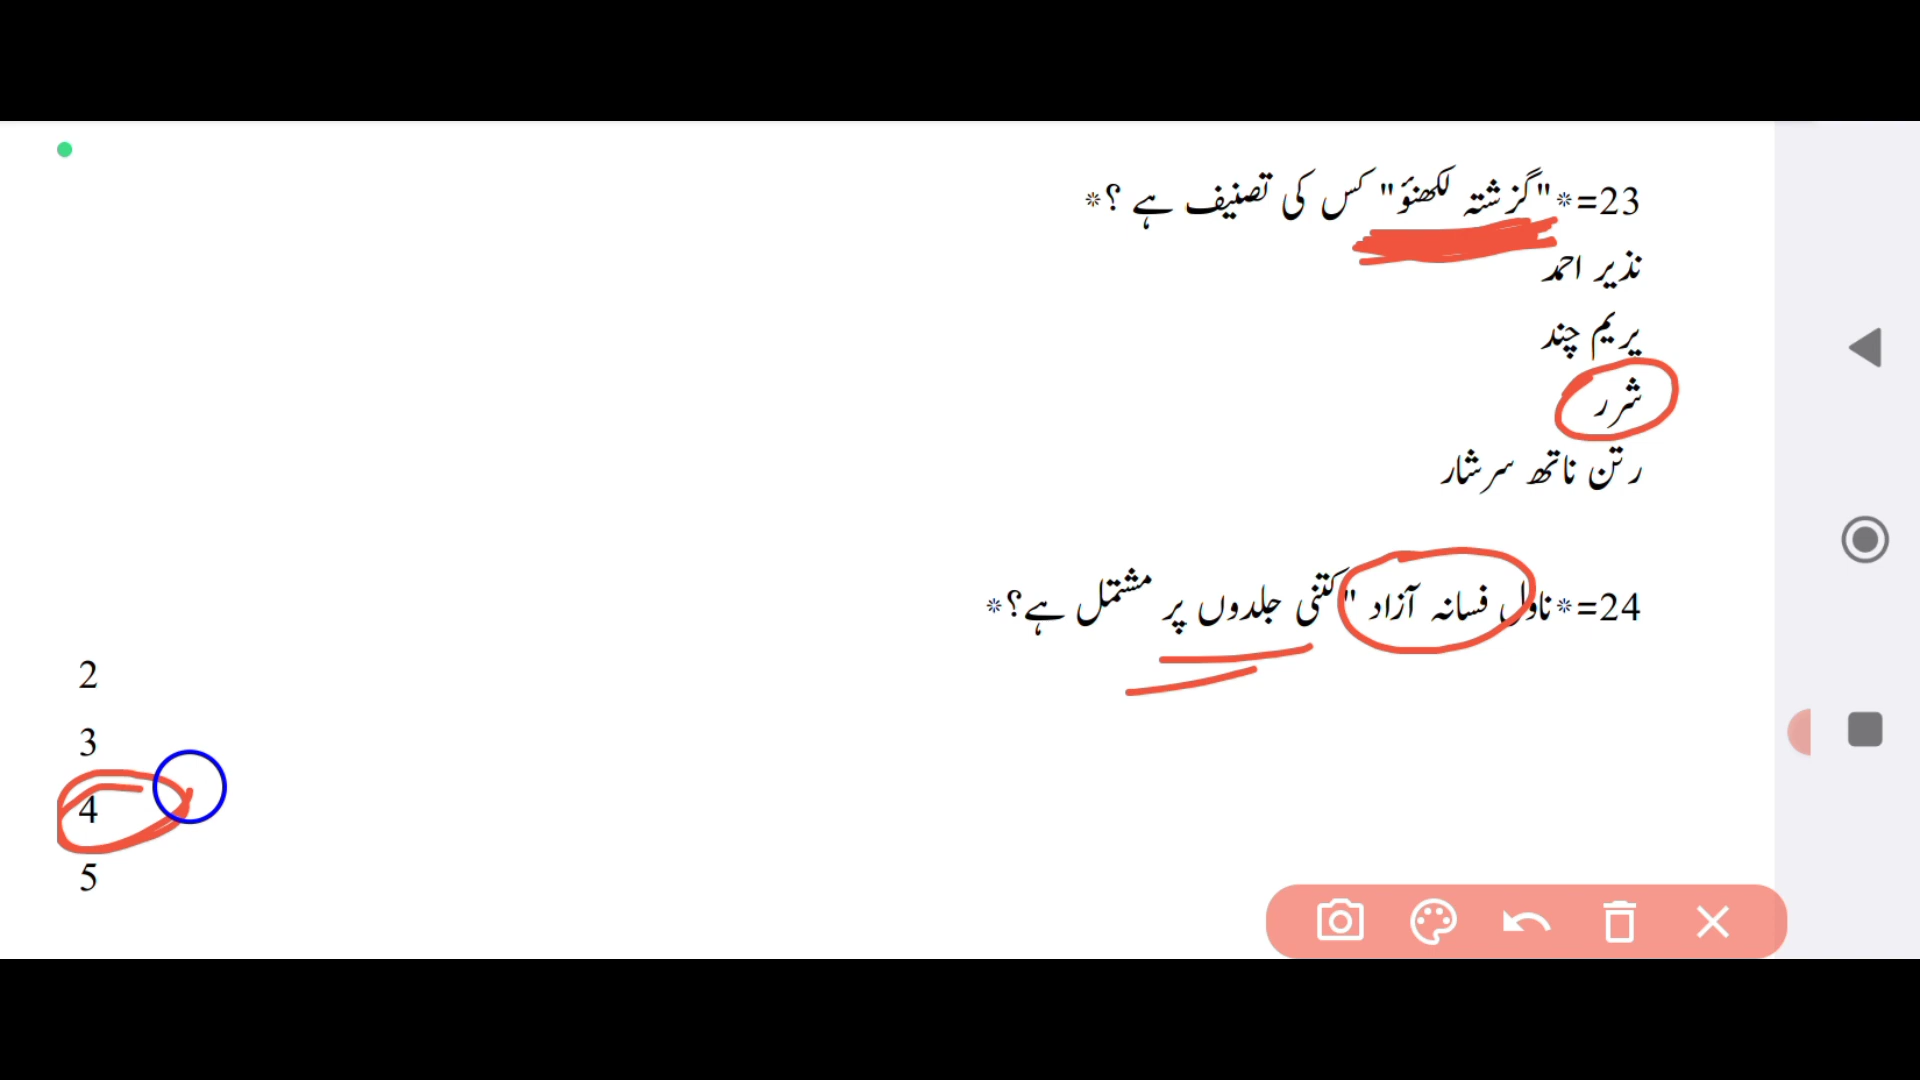 23=*"گزشتہ لکھنؤ" کس کی تصنیف ہے ؟*
نذیر احمد
پریم چند
شرر
رتن ناتھ سرشار
24=*ناول فسانہ آزاد "کتنی جلدوں پر مشتمل ہے؟*
2
3
4
5